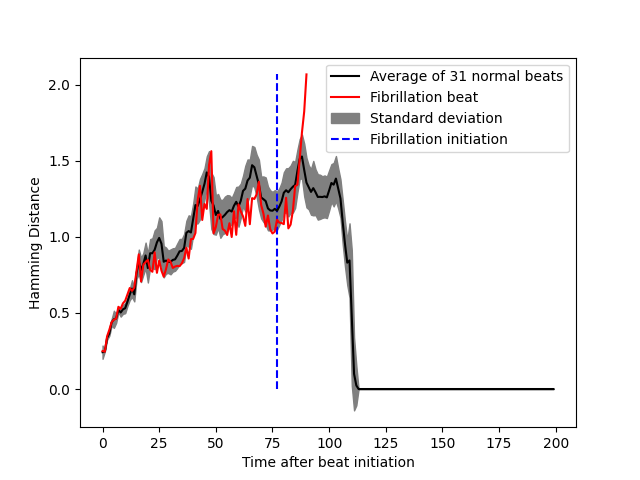 Average of 31 normal beats
Fibrillation beat
Standard deviation
Fibrillation initiation
Hamming Distance
2.0
1.5
1.0
0.5
0.0
0 25 50 75 100 125 150 175 200
Time after beat initiation